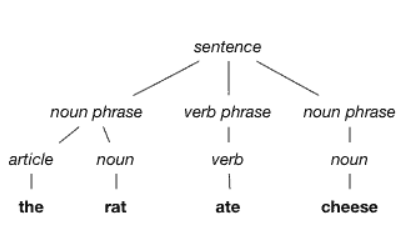 sentence
noun phrase verb phrase noun phrase
article noun verb noun
the rat ate cheese